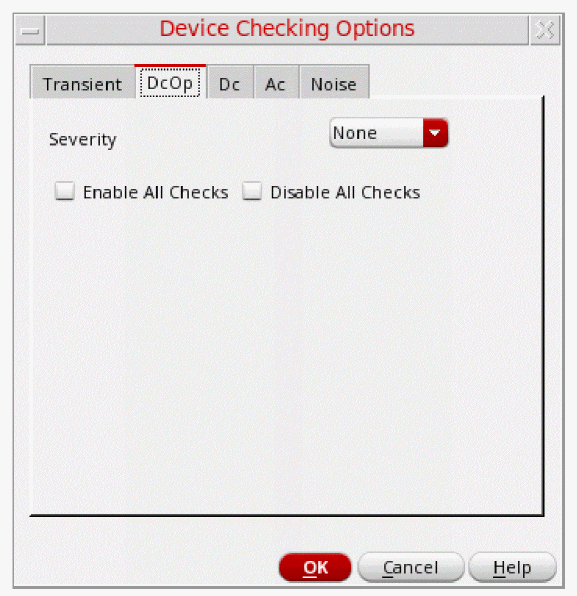 Device Checking Options
Transient DcOp Dc Ac Noise
Severity None
Enable All Checks Disable All Checks
OK Cancel Help